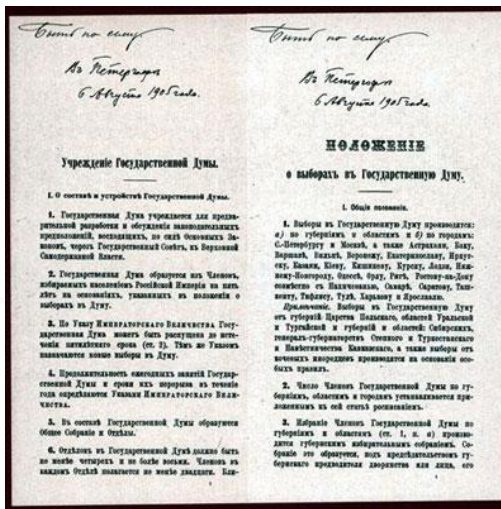 Быть по сему
Въ Петергофѣ
6 Августа 1905 года.
Учрежденіе Государственной Думы.
I. О составѣ и устройствѣ Государственной Думы.
1. Государственная Дума учреждается для предва-
рительной разработки и обсужденія законодательныхъ
предположеній, восходящихъ, по силѣ Основныхъ За-
коновъ, черезъ Государственный Совѣтъ, къ Верховной
Самодержавной Власти.
2. Государственная Дума образуется изъ Членовъ,
избираемыхъ населеніемъ Россійской Имперіи на пять
лѣтъ на основаніяхъ, указанныхъ въ положеніи о
выборахъ въ Думу.
3. По Указу ИМПЕРАТОРСКАГО ВЕЛИЧЕСТВА Государ-
ственная Дума можетъ быть распущена до исте-
ченія пятилѣтняго срока (ст. 2). Тѣмъ же Указомъ
назначаются новые выборы въ Думу.
4. Продолжительность ежегодныхъ занятій Государ-
ственной Думы и сроки ихъ перерыва въ теченіе
года опредѣляются Указами ИМПЕРАТОРСКАГО ВЕЛИ-
ЧЕСТВА.
5. Въ составѣ Государственной Думы образуются
Общее Собраніе и Отдѣлы.
6. Отдѣловъ въ Государственной Думѣ должно быть
не менѣе четырехъ и не болѣе восьми. Членовъ въ
каждомъ Отдѣлѣ полагается не менѣе двадцати. Бли-
Быть по сему
Въ Петергофѣ
6 Августа 1905 года.
ПОЛОЖЕНІЕ
о выборахъ въ Государственную Думу.
I. Общія положенія.
1. Выборы въ Государственную Думу производятся:
а) по губерніямъ и областямъ и б) по городамъ:
С.-Петербургу и Москвѣ, а также Астрахани, Баку,
Варшавѣ, Вильнѣ, Воронежу, Екатеринославу, Иркут-
ску, Казани, Кіеву, Кишиневу, Курску, Лодзи, Нижне-
му-Новгороду, Одессѣ, Орлу, Ригѣ, Ростову-на-Дону
совмѣстно съ Нахичеванью, Самарѣ, Саратову, Таш-
кенту, Тифлису, Тулѣ, Харькову и Ярославлю.
Примѣчаніе. Выборы въ Государственную Думу
отъ губерній Царства Польскаго, областей Уральской
и Тургайской и губерній и областей: Сибирскихъ,
генералъ-губернаторствъ Степного и Туркестанскаго
и Намѣстничества Кавказскаго, а также выборы отъ
кочевыхъ инородцевъ производятся на основаніи осо-
быхъ правилъ.
2. Число Членовъ Государственной Думы по гу-
берніямъ, областямъ и городамъ устанавливается при-
ложеннымъ къ сей статьѣ росписаніемъ.
3. Избраніе Членовъ Государственной Думы по
губерніямъ и областямъ (ст. 1, п. а) произво-
дится губернскимъ избирательнымъ собраніемъ. Со-
браніе это образуется, подъ предсѣдательствомъ гу-
бернскаго предводителя дворянства или лица, его